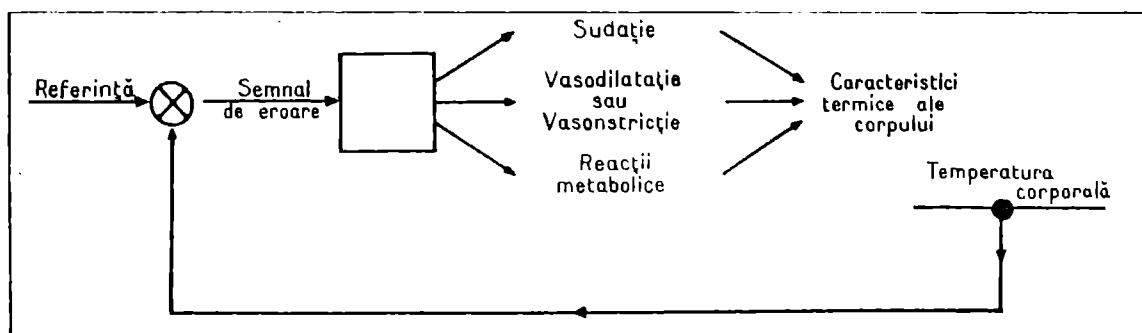 Referință
Semnal
de eroare
Sudație
Vasodilatație
sau
Vasonstricție
Reacții
metabolice
Caracteristici
termice ale
corpului
Temperatura
corporală